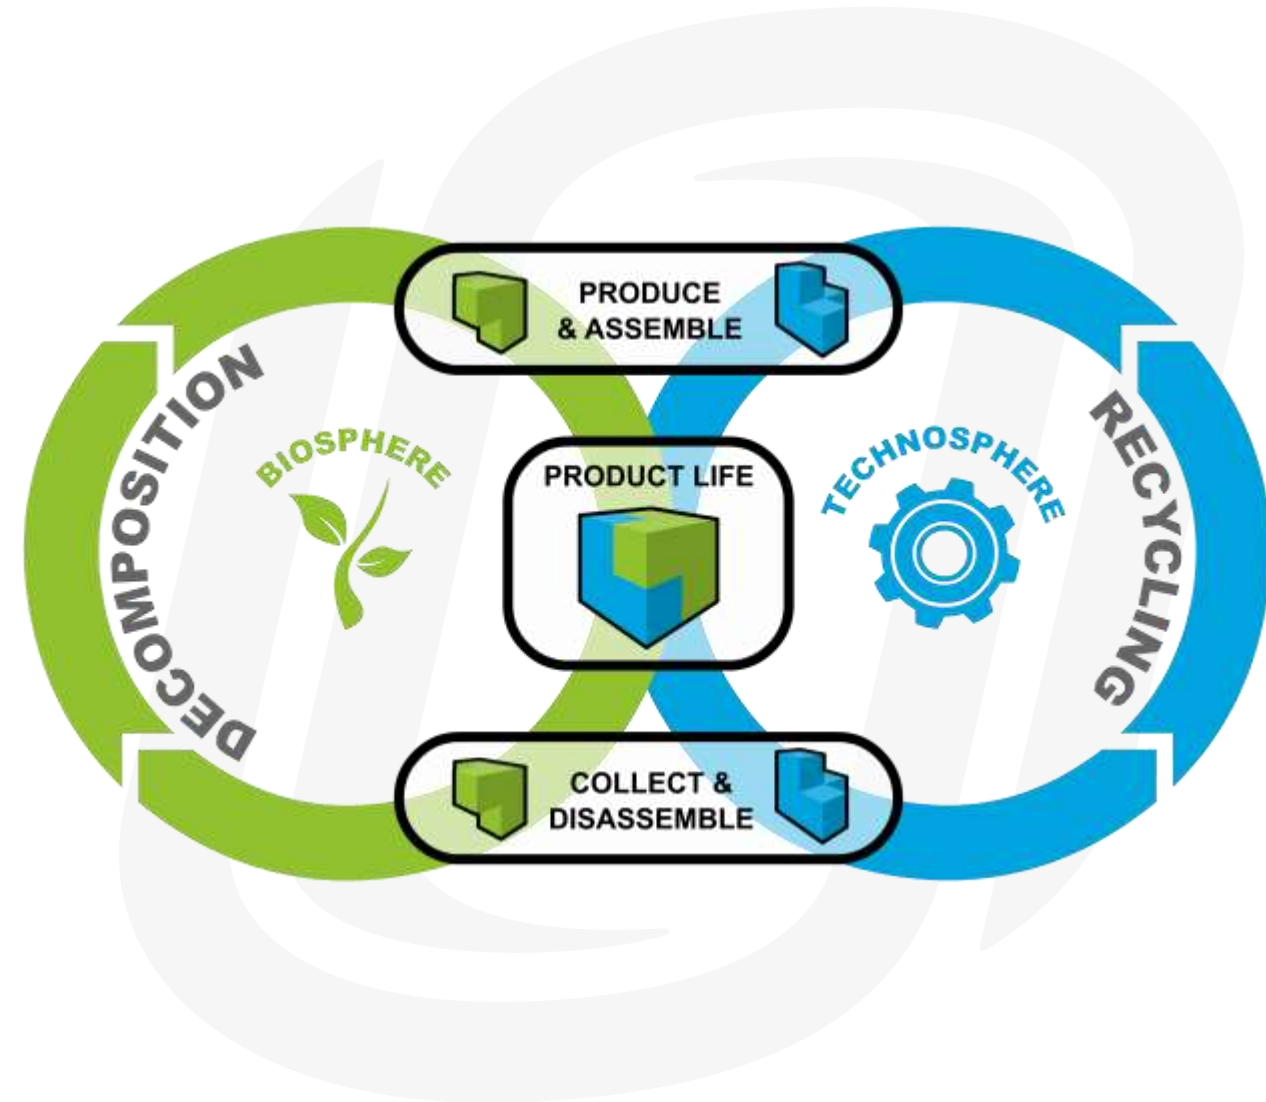 PRODUCE
& ASSEMBLE
DECOMPOSITION
BIOSPHERE
PRODUCT LIFE
TECHNOSPHERE
RECYCLING
COLLECT &
DISASSEMBLE